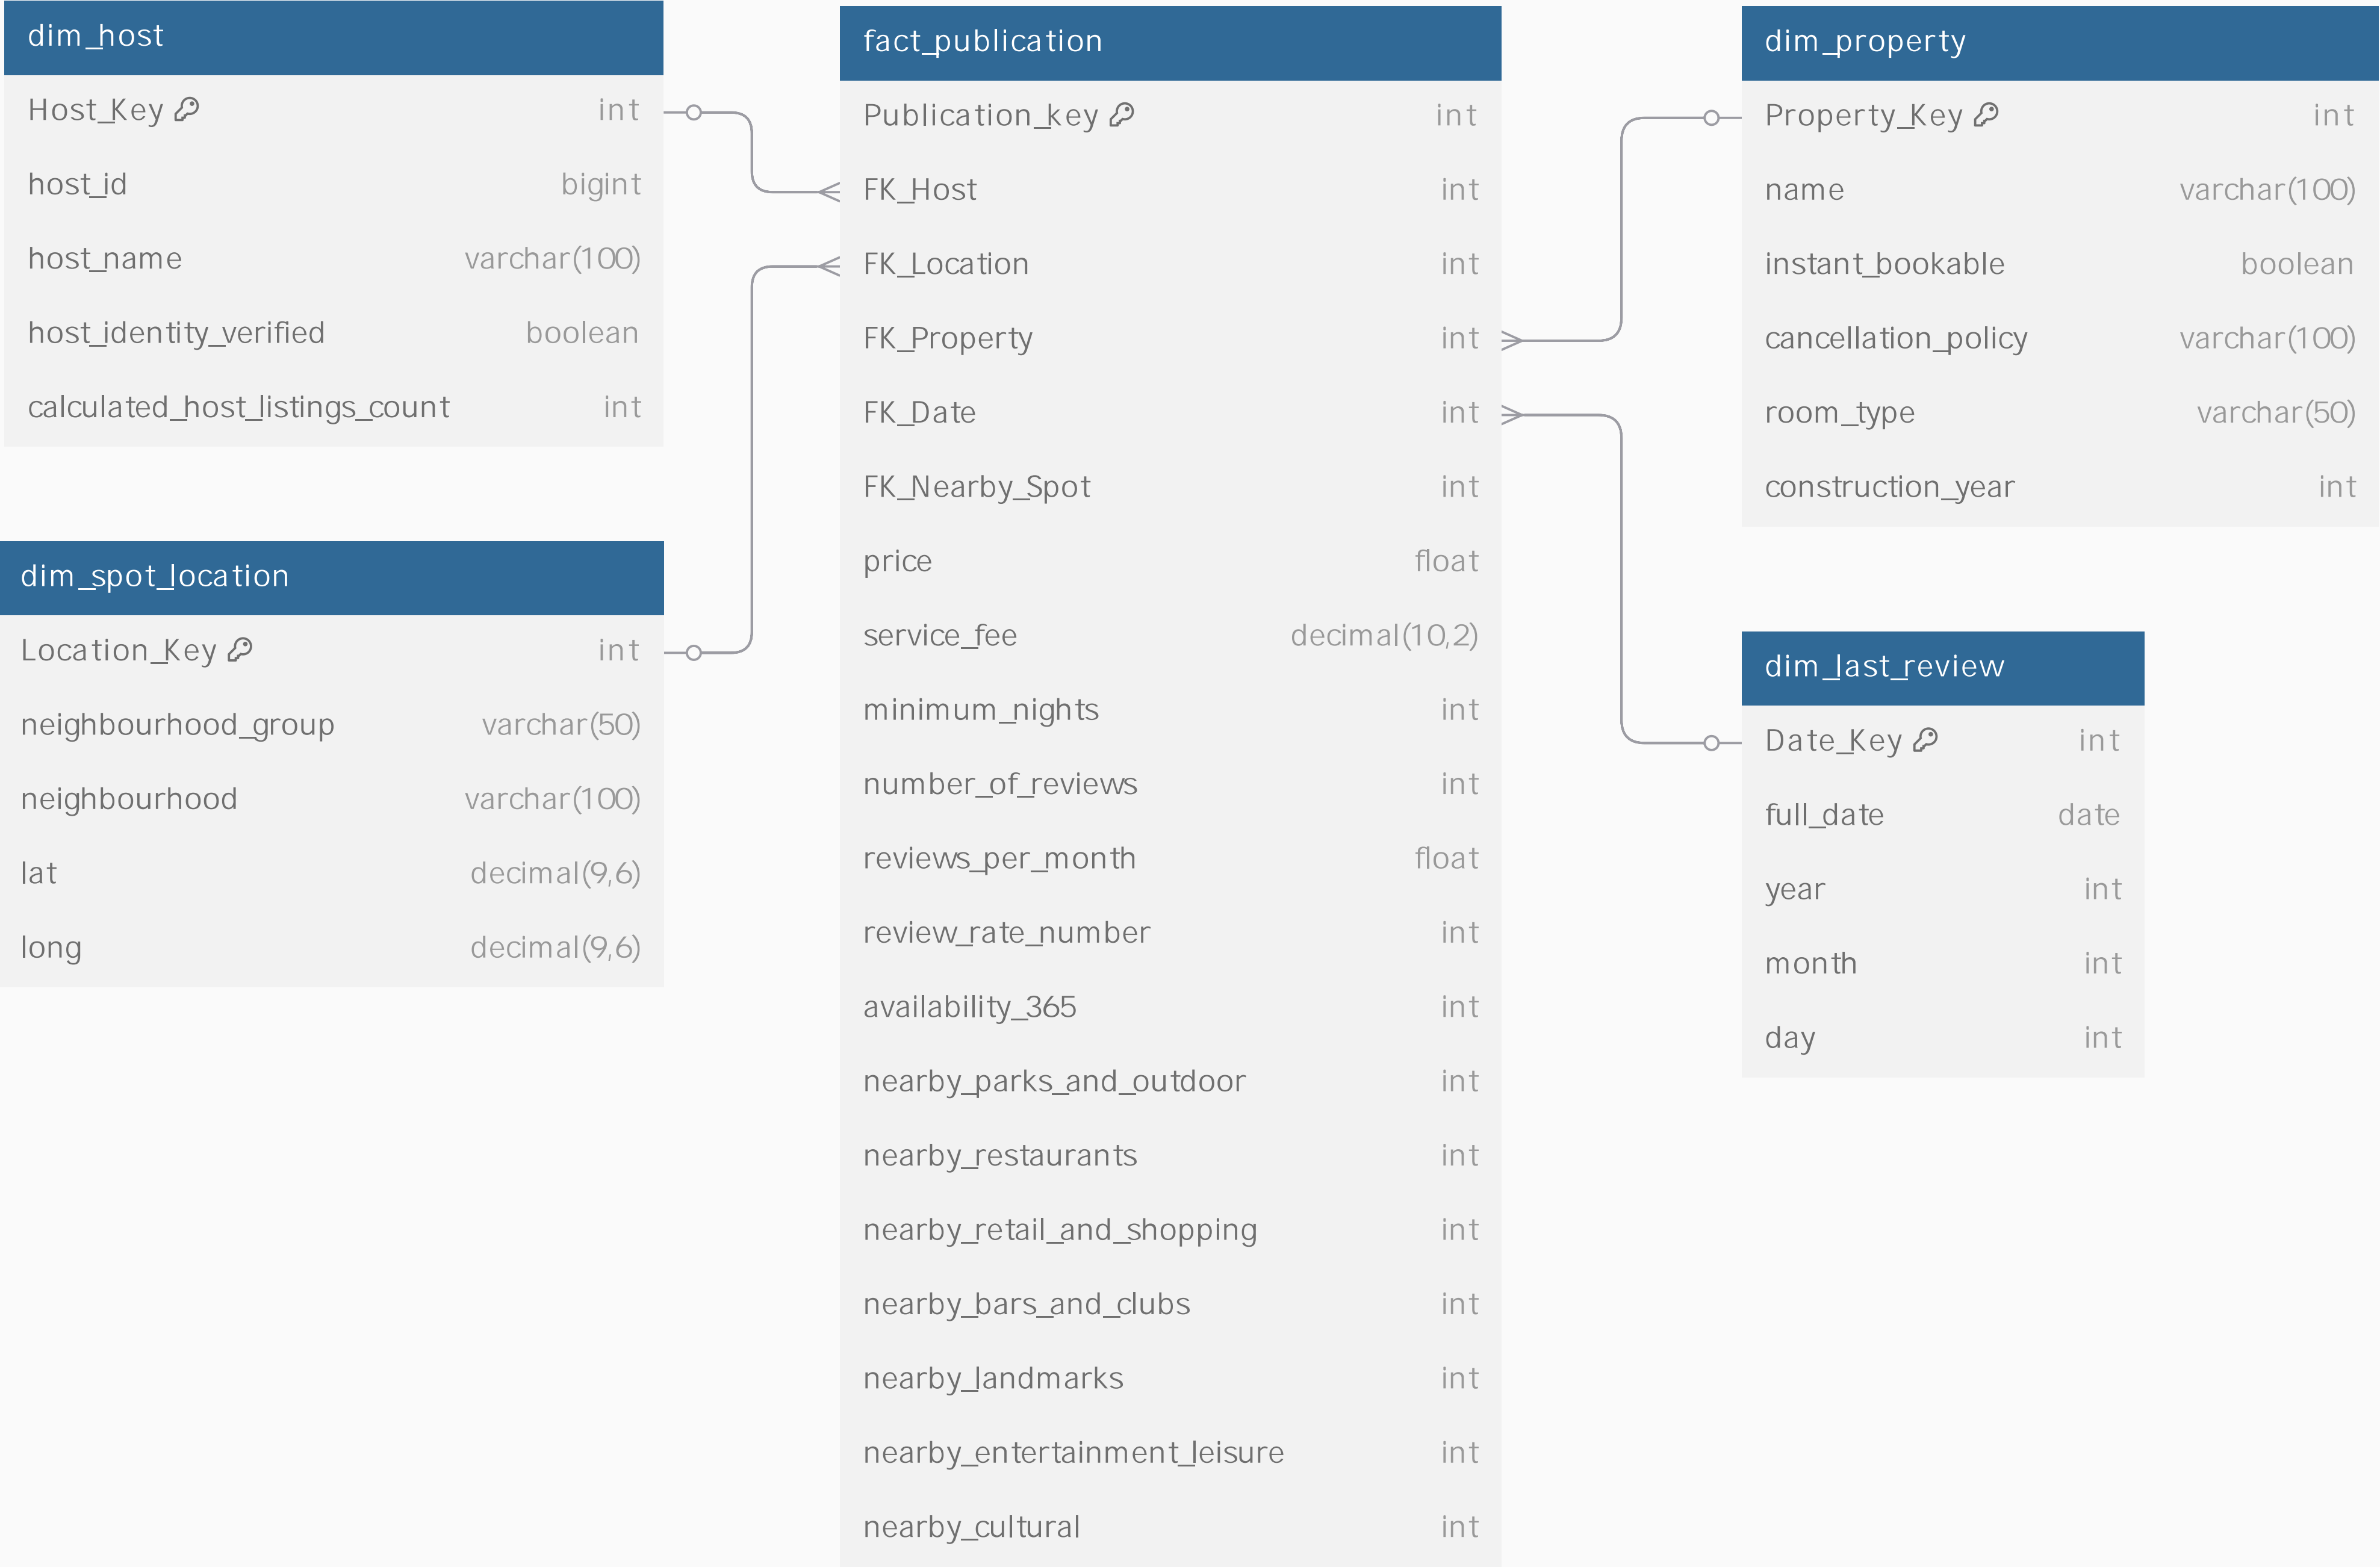 dim_host
Host_Key int
host_id bigint
host_name varchar(100)
host_identity_verified boolean
calculated_host_listings_count int
dim_spot_location
Location_Key int
neighbourhood_group varchar(50)
neighbourhood varchar(100)
lat decimal(9,6)
long decimal(9,6)
fact_publication
Publication_key int
FK_Host int
FK_Location int
FK_Property int
FK_Date int
FK_Nearby_Spot int
price float
service_fee decimal(10,2)
minimum_nights int
number_of_reviews int
reviews_per_month float
review_rate_number int
availability_365 int
nearby_parks_and_outdoor int
nearby_restaurants int
nearby_retail_and_shopping int
nearby_bars_and_clubs int
nearby_landmarks int
nearby_entertainment_leisure int
nearby_cultural int
dim_property
Property_Key int
name varchar(100)
instant_bookable boolean
cancellation_policy varchar(100)
room_type varchar(50)
construction_year int
dim_last_review
Date_Key int
full_date date
year int
month int
day int